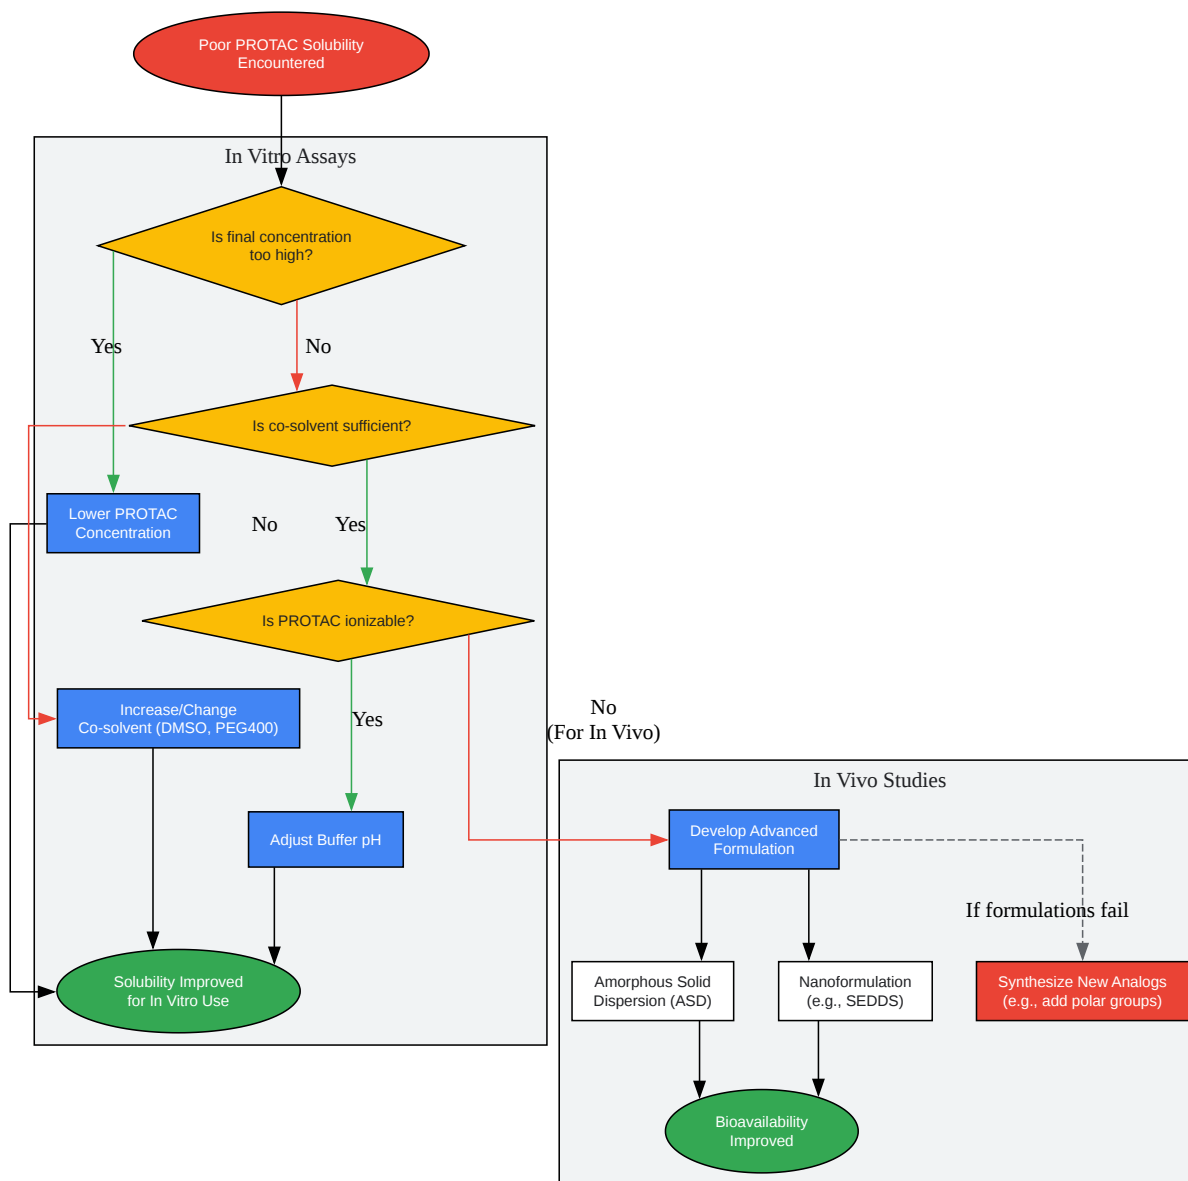 Poor PROTAC Solubility
Encountered
In Vitro Assays
Is final concentration
too high?
Yes
No
Is co-solvent sufficient?
Lower PROTAC
Concentration
No
Yes
Is PROTAC ionizable?
Increase/Change
Co-solvent (DMSO, PEG400)
Yes
No
(For In Vivo)
In Vivo Studies
Adjust Buffer pH
Develop Advanced
Formulation
If formulations fail
Solubility Improved
for In Vitro Use
Amorphous Solid
Dispersion (ASD)
Nanoformulation
(e.g., SEDDS)
Synthesize New Analogs
(e.g., add polar groups)
Bioavailability
Improved